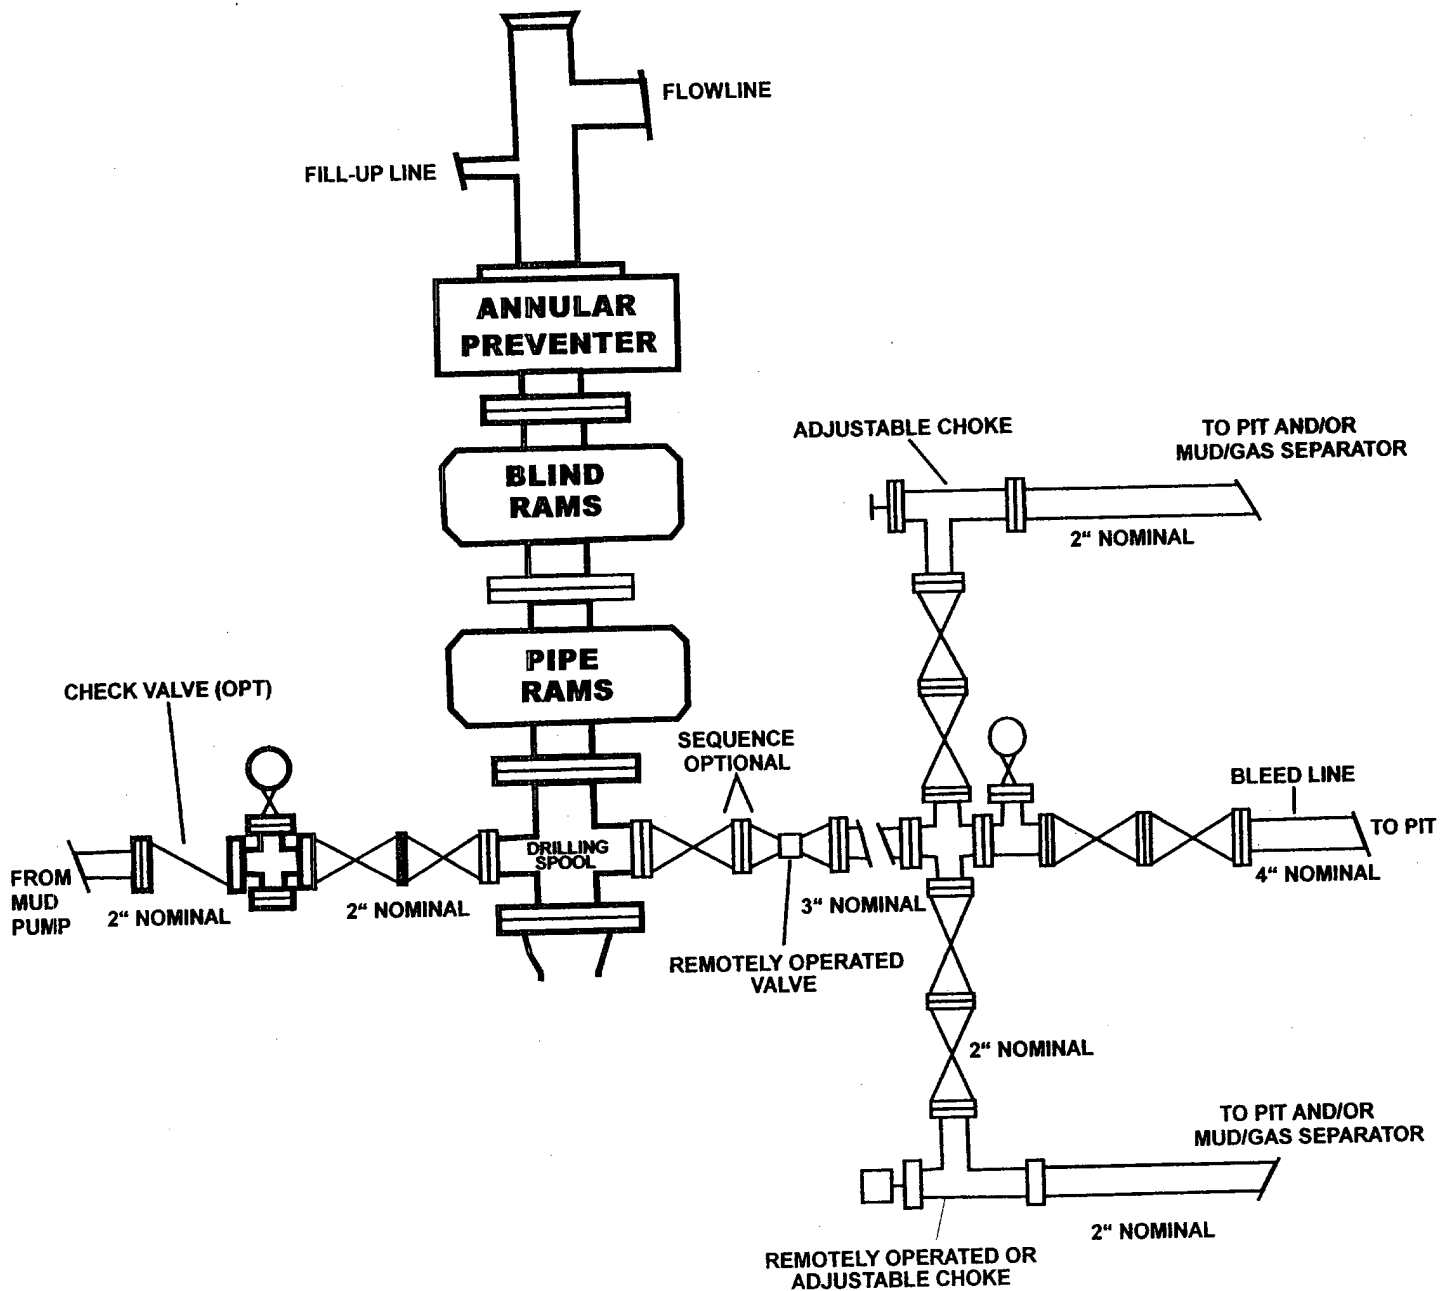 FLOWLINE
FILL-UP LINE
ANNULAR
PREVENTER
ADJUSTABLE CHOKE
TO PIT AND/OR
MUD/GAS SEPARATOR
BLIND
RAMS
2“ NOMINAL
PIPE
RAMS
CHECK VALVE (OPT)
SEQUENCE
OPTIONAL
BLEED LINE
TO PIT
DRILLING
SPOOL
FROM
MUD
PUMP
2“ NOMINAL
2“ NOMINAL
3“ NOMINAL
4“ NOMINAL
REMOTELY OPERATED
VALVE
2“ NOMINAL
TO PIT AND/OR
MUD/GAS SEPARATOR
2“ NOMINAL
REMOTELY OPERATED OR
ADJUSTABLE CHOKE